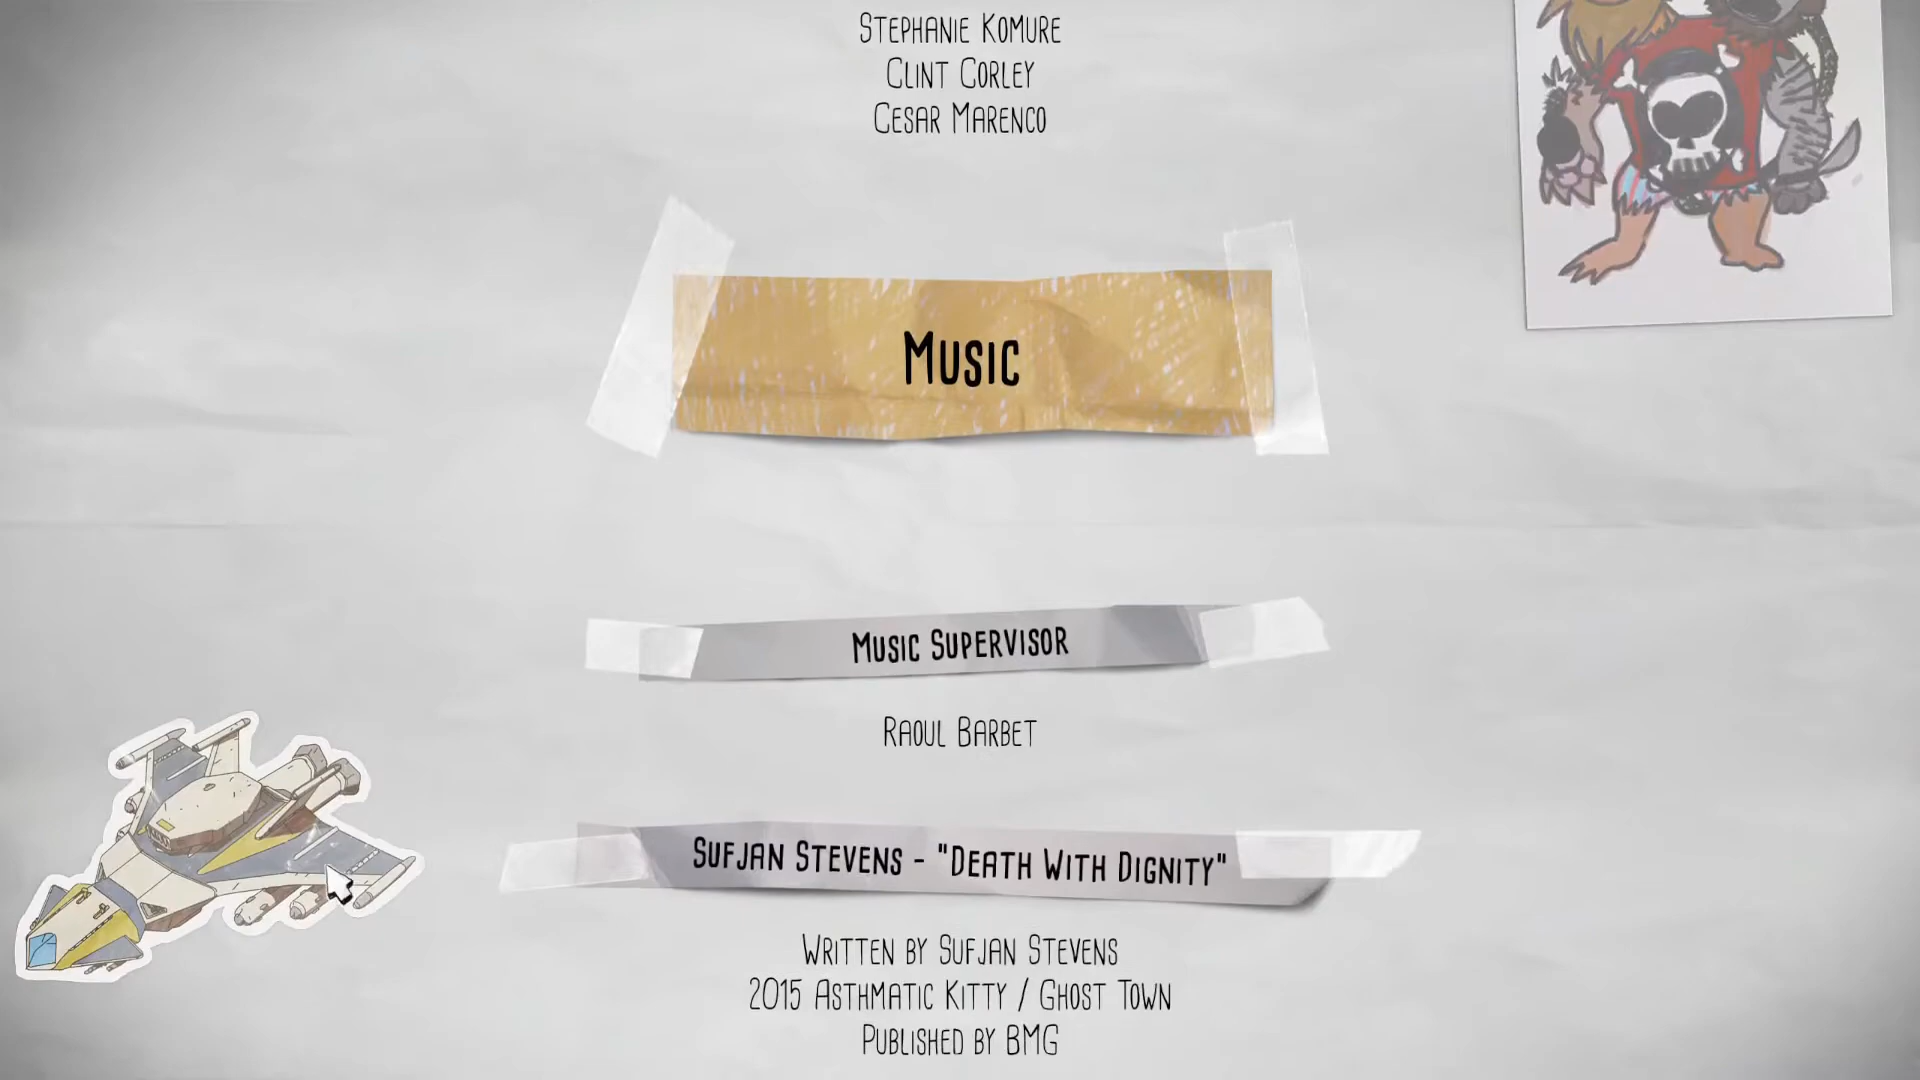 Stephanie Komure
Clint Corley
Cesar Marenco
Music
Music Supervisor
Raoul Barbet
Sufjan Stevens - "Death With Dignity"
Written by Sufjan Stevens
2015 Asthmatic Kitty / Ghost Town
Published by BMG